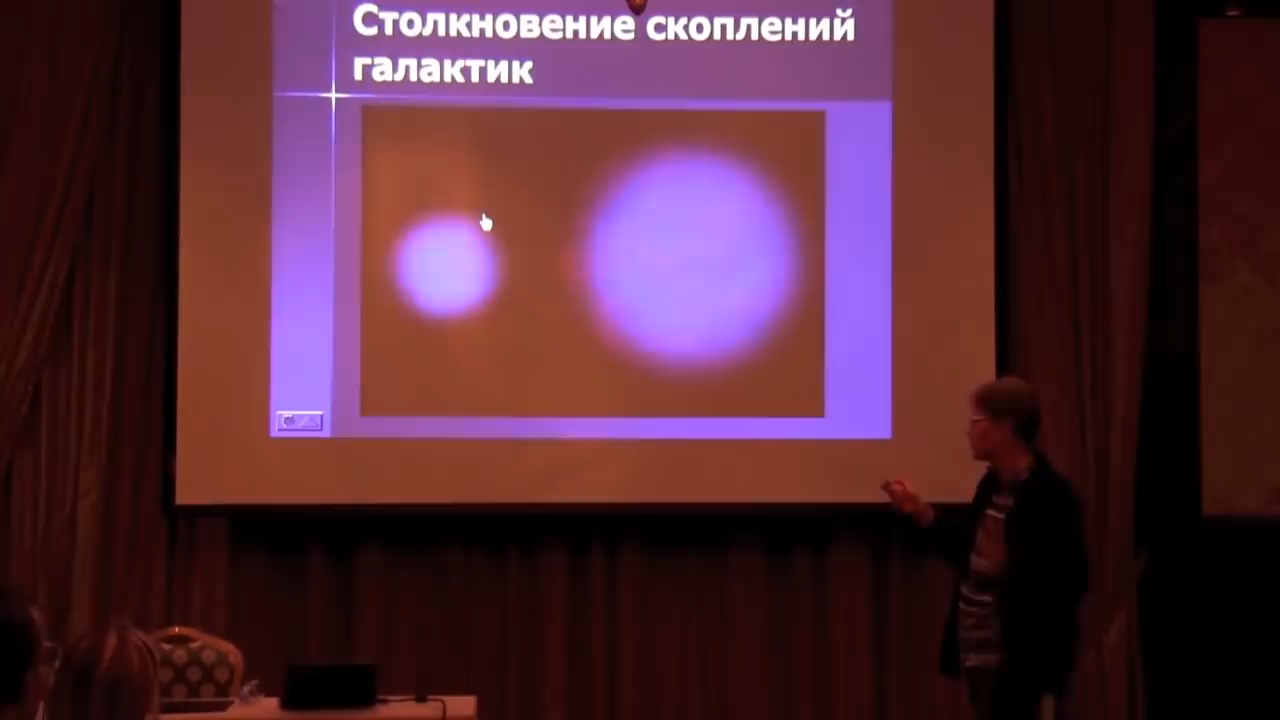 Столкновение скоплений
галактик